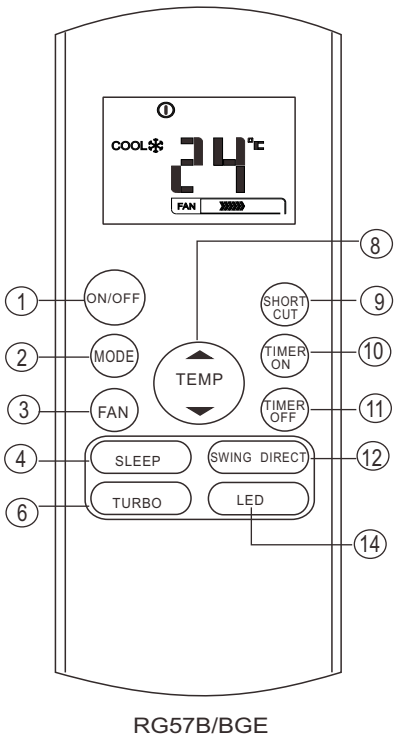 COOL 24°C
FAN
8
1 ON/OFF SHORT CUT 9
2 MODE TEMP TIMER ON 10
3 FAN TIMER OFF 11
4 SLEEP SWING DIRECT 12
6 TURBO LED 14
RG57B/BGE